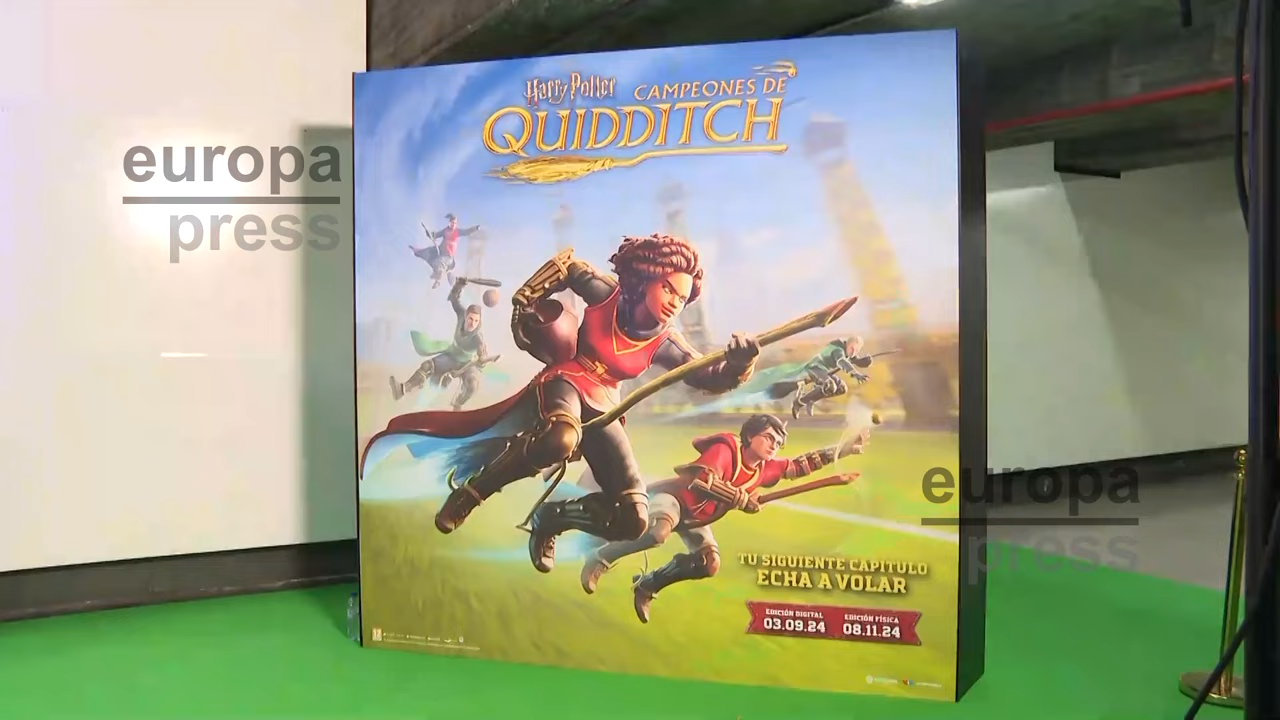 europa
press
Harry Potter CAMPEONES DE
QUIDDITCH
TU SIGUIENTE CAPÍTULO
ECHA A VOLAR
EDICIÓN DIGITAL EDICIÓN FÍSICA
03.09.24 08.11.24
europa
press